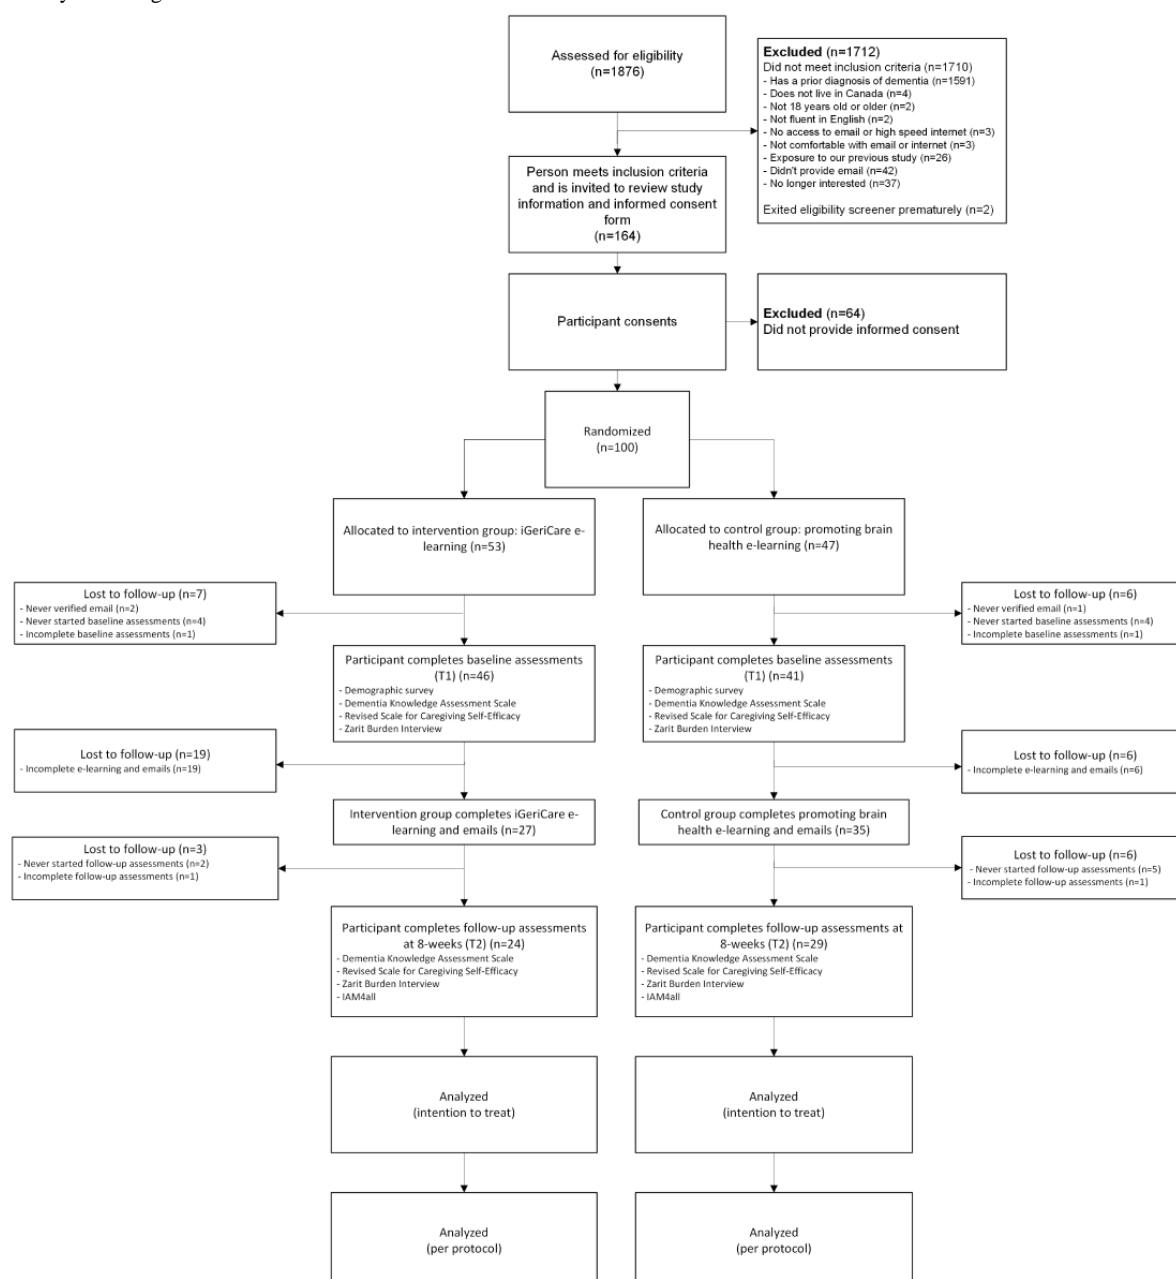 Assessed for eligibility
(n=1876)
Excluded (n=1712)
Did not meet inclusion criteria (n=1710)
- Has a prior diagnosis of dementia (n=1591)
- Does not live in Canada (n=4)
- Not 18 years old or older (n=2)
- Not fluent in English (n=2)
- No access to email or high speed internet (n=3)
- Not comfortable with email or internet (n=3)
- Exposure to our previous study (n=26)
- Didn't provide email (n=42)
- No longer interested (n=37)
Exited eligibility screener prematurely (n=2)
Person meets inclusion criteria
and is invited to review study
information and informed consent
form
(n=164)
Participant consents
Excluded (n=64)
Did not provide informed consent
Randomized
(n=100)
Allocated to intervention group: iGeriCare e-
learning (n=53)
Allocated to control group: promoting brain
health e-learning (n=47)
Lost to follow-up (n=7)
- Never verified email (n=2)
- Never started baseline assessments (n=4)
- Incomplete baseline assessments (n=1)
Lost to follow-up (n=6)
- Never verified email (n=1)
- Never started baseline assessments (n=4)
- Incomplete baseline assessments (n=1)
Participant completes baseline assessments
(T1) (n=46)
- Demographic survey
- Dementia Knowledge Assessment Scale
- Revised Scale for Caregiving Self-Efficacy
- Zarit Burden Interview
Participant completes baseline assessments
(T1) (n=41)
- Demographic survey
- Dementia Knowledge Assessment Scale
- Revised Scale for Caregiving Self-Efficacy
- Zarit Burden Interview
Lost to follow-up (n=19)
- Incomplete e-learning and emails (n=19)
Lost to follow-up (n=6)
- Incomplete e-learning and emails (n=6)
Intervention group completes iGeriCare e-
learning and emails (n=27)
Control group completes promoting brain
health e-learning and emails (n=35)
Lost to follow-up (n=3)
- Never started follow-up assessments (n=2)
- Incomplete follow-up assessments (n=1)
Lost to follow-up (n=6)
- Never started follow-up assessments (n=5)
- Incomplete follow-up assessments (n=1)
Participant completes follow-up assessments
at 8-weeks (T2) (n=24)
- Dementia Knowledge Assessment Scale
- Revised Scale for Caregiving Self-Efficacy
- Zarit Burden Interview
- IAM4all
Participant completes follow-up assessments at
8-weeks (T2) (n=29)
- Dementia Knowledge Assessment Scale
- Revised Scale for Caregiving Self-Efficacy
- Zarit Burden Interview
- IAM4all
Analyzed
(intention to treat)
Analyzed
(intention to treat)
Analyzed
(per protocol)
Analyzed
(per protocol)